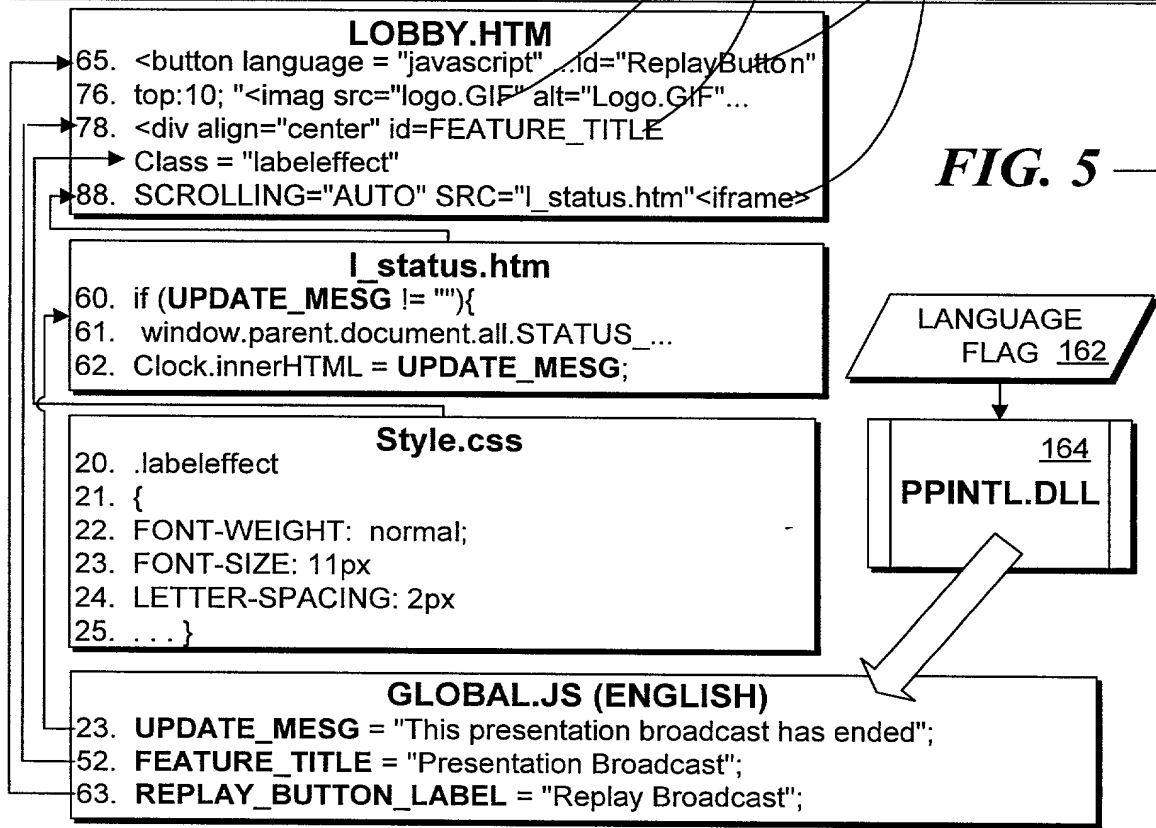 LOBBY.HTM
65. <button language = "javascript" ...id="ReplayButton"
76. top:10; "<imag src="logo.GIF" alt="Logo.GIF"...
78. <div align="center" id=FEATURE_TITLE
Class = "labeleffect"
88. SCROLLING="AUTO" SRC="l_status.htm"<iframe>
FIG. 5
l_status.htm
60. if (UPDATE_MESG != ""){
61. window.parent.document.all.STATUS_...
62. Clock.innerHTML = UPDATE_MESG;
LANGUAGE
FLAG 162
Style.css
20. .labeleffect
21. {
22. FONT-WEIGHT: normal;
23. FONT-SIZE: 11px
24. LETTER-SPACING: 2px
25. . . . }
164
PPINTL.DLL
GLOBAL.JS (ENGLISH)
23. UPDATE_MESG = "This presentation broadcast has ended";
52. FEATURE_TITLE = "Presentation Broadcast";
63. REPLAY_BUTTON_LABEL = "Replay Broadcast";